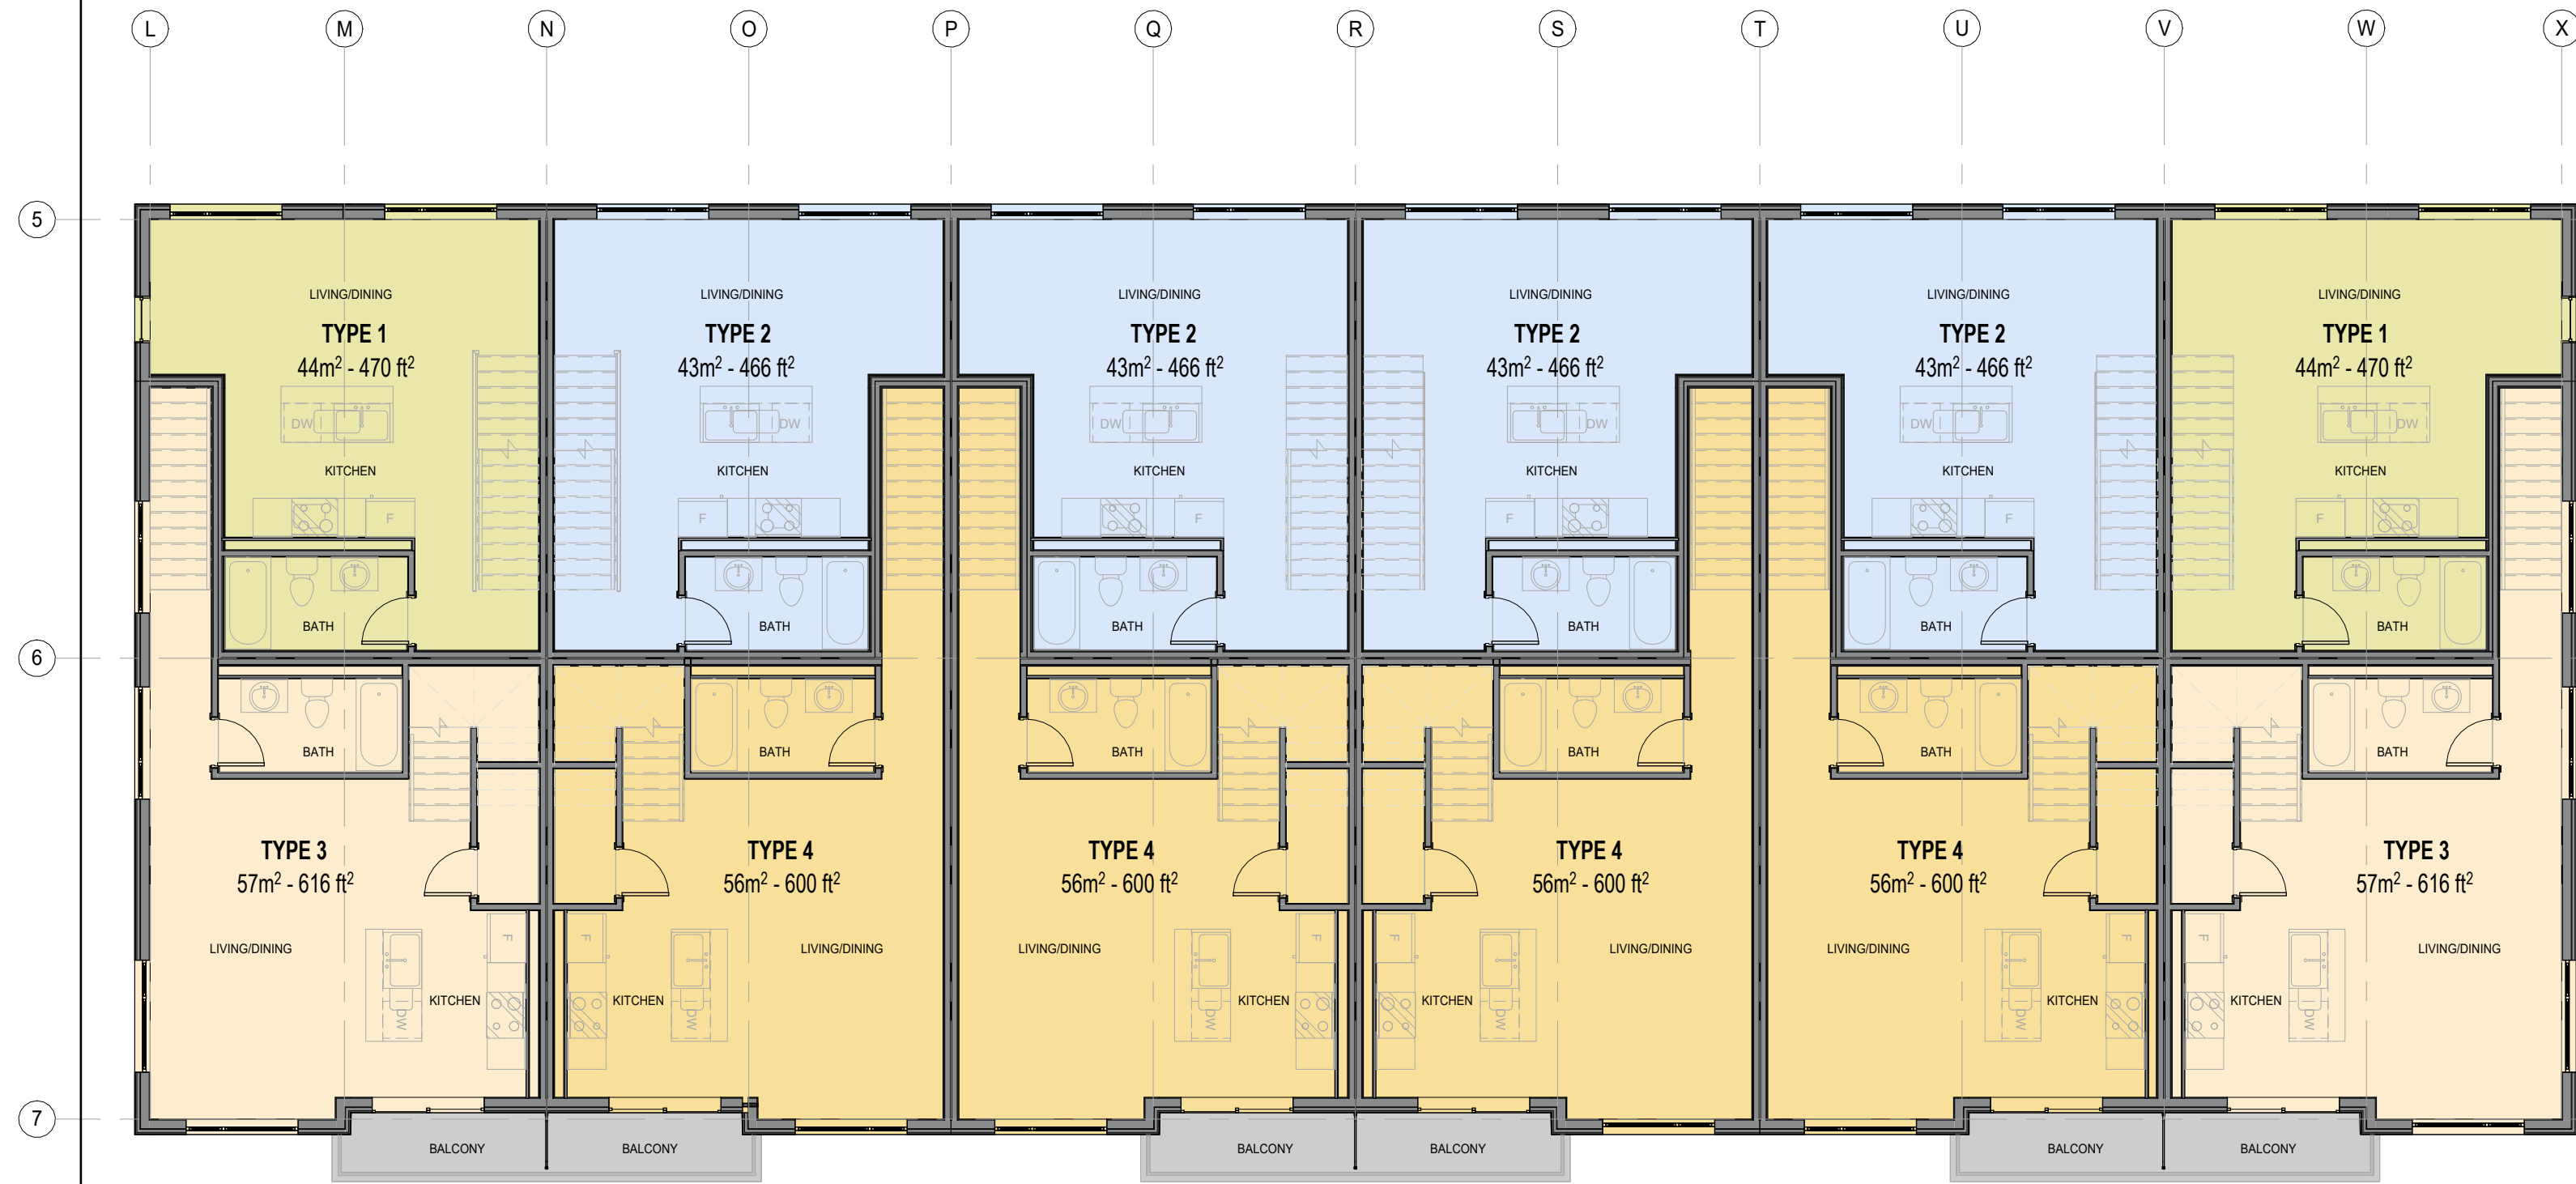 L M N O P Q R S T U V W X
5
LIVING/DINING LIVING/DINING LIVING/DINING LIVING/DINING LIVING/DINING LIVING/DINING
TYPE 1 TYPE 2 TYPE 2 TYPE 2 TYPE 2 TYPE 1
44m² - 470 ft² 43m² - 466 ft² 43m² - 466 ft² 43m² - 466 ft² 43m² - 466 ft² 44m² - 470 ft²
DW DW DW DW DW DW
KITCHEN KITCHEN KITCHEN KITCHEN KITCHEN KITCHEN
F F F F F F
BATH BATH BATH BATH BATH BATH
6
BATH BATH BATH BATH BATH BATH
TYPE 3 TYPE 4 TYPE 4 TYPE 4 TYPE 4 TYPE 3
57m² - 616 ft² 56m² - 600 ft² 56m² - 600 ft² 56m² - 600 ft² 56m² - 600 ft² 57m² - 616 ft²
F F F F F F
LIVING/DINING LIVING/DINING LIVING/DINING LIVING/DINING LIVING/DINING LIVING/DINING
KITCHEN KITCHEN KITCHEN KITCHEN KITCHEN KITCHEN
DW DW DW DW DW DW
7
BALCONY BALCONY BALCONY BALCONY BALCONY BALCONY